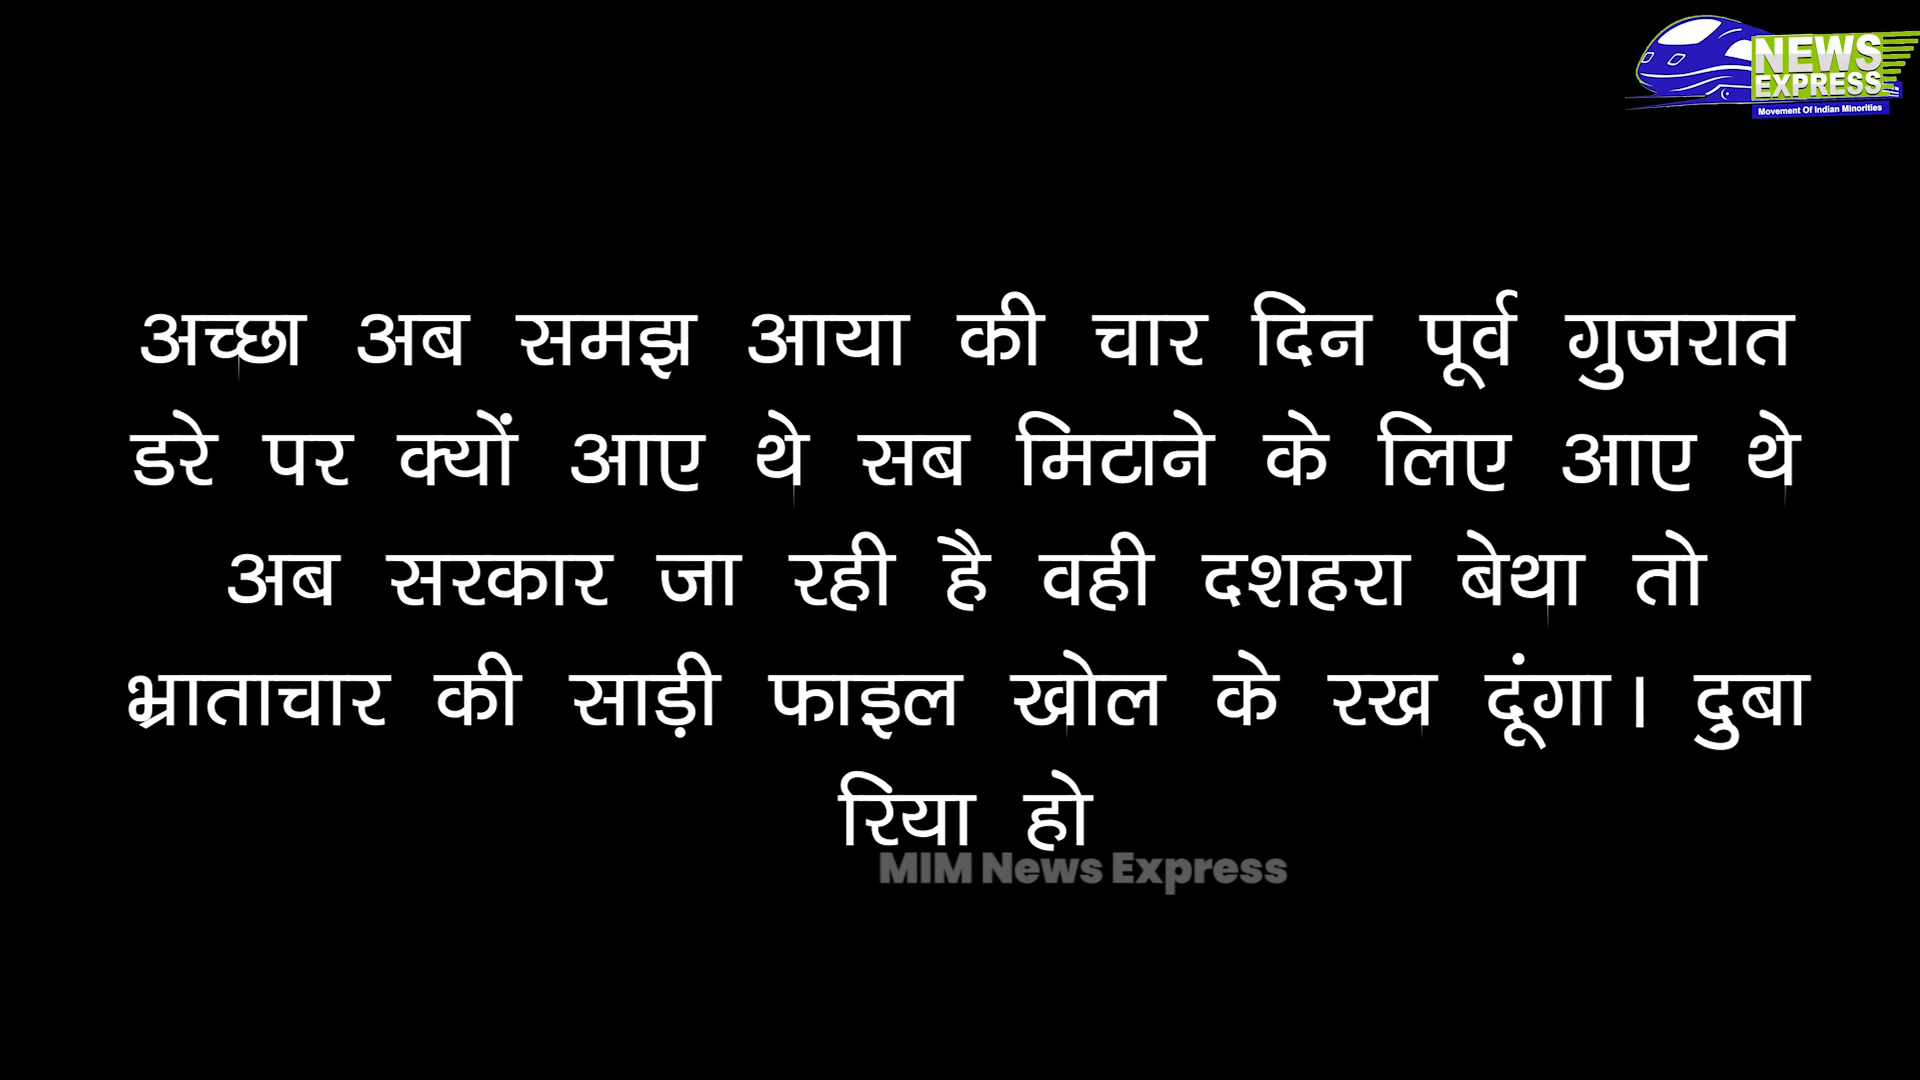 NEWS
EXPRESS
Movement Of Indian Minorities
अच्छा अब समझ आया की चार दिन पूर्व गुजरात
डरे पर क्यों आए थे सब मिटाने के लिए आए थे
अब सरकार जा रही है वही दशहरा बेथा तो
भ्राताचार की साड़ी फाइल खोल के रख दूंगा। दुबा
रिया हो
MIM News Express